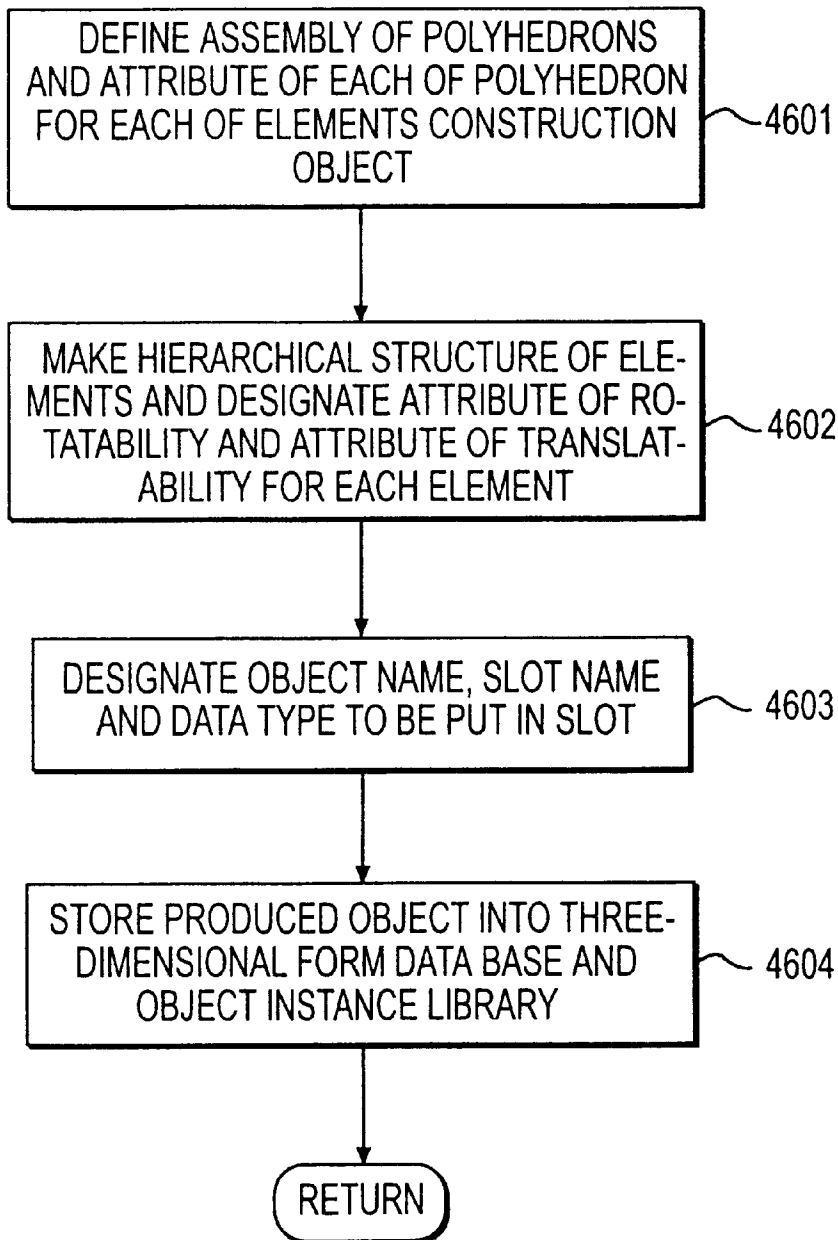 DEFINE ASSEMBLY OF POLYHEDRONS
AND ATTRIBUTE OF EACH OF POLYHEDRON
FOR EACH OF ELEMENTS CONSTRUCTION
OBJECT
4601
MAKE HIERARCHICAL STRUCTURE OF ELE-
MENTS AND DESIGNATE ATTRIBUTE OF RO-
TATABILITY AND ATTRIBUTE OF TRANSLAT-
ABILITY FOR EACH ELEMENT
4602
DESIGNATE OBJECT NAME, SLOT NAME
AND DATA TYPE TO BE PUT IN SLOT
4603
STORE PRODUCED OBJECT INTO THREE-
DIMENSIONAL FORM DATA BASE AND
OBJECT INSTANCE LIBRARY
4604
RETURN